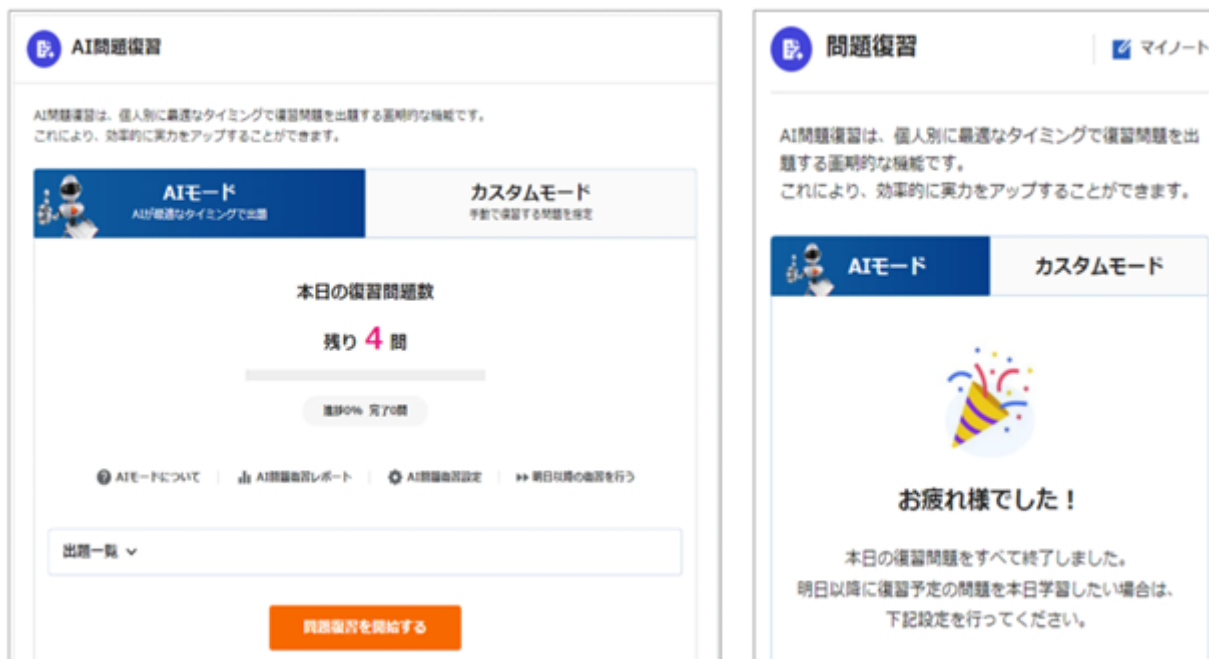 AI問題復習
AI問題復習は、個人別に最適なタイミングで復習問題を出題する画期的な機能です。
これにより、効率的に実力をアップすることができます。
AIモード
AIが最適なタイミングで出題
カスタムモード
手動で復習する問題を指定
本日の復習問題数
残り 4 問
進捗0% 完了0問
AIモードについて
AI問題復習レポート
AI問題復習設定
明日以降の復習を行う
出題一覧
問題復習を開始する
問題復習
マイノート
AI問題復習は、個人別に最適なタイミングで復習問題を出
題する画期的な機能です。
これにより、効率的に実力をアップすることができます。
AIモード
カスタムモード
お疲れ様でした！
本日の復習問題をすべて終了しました。
明日以降に復習予定の問題を本日学習したい場合は、
下記設定を行ってください。